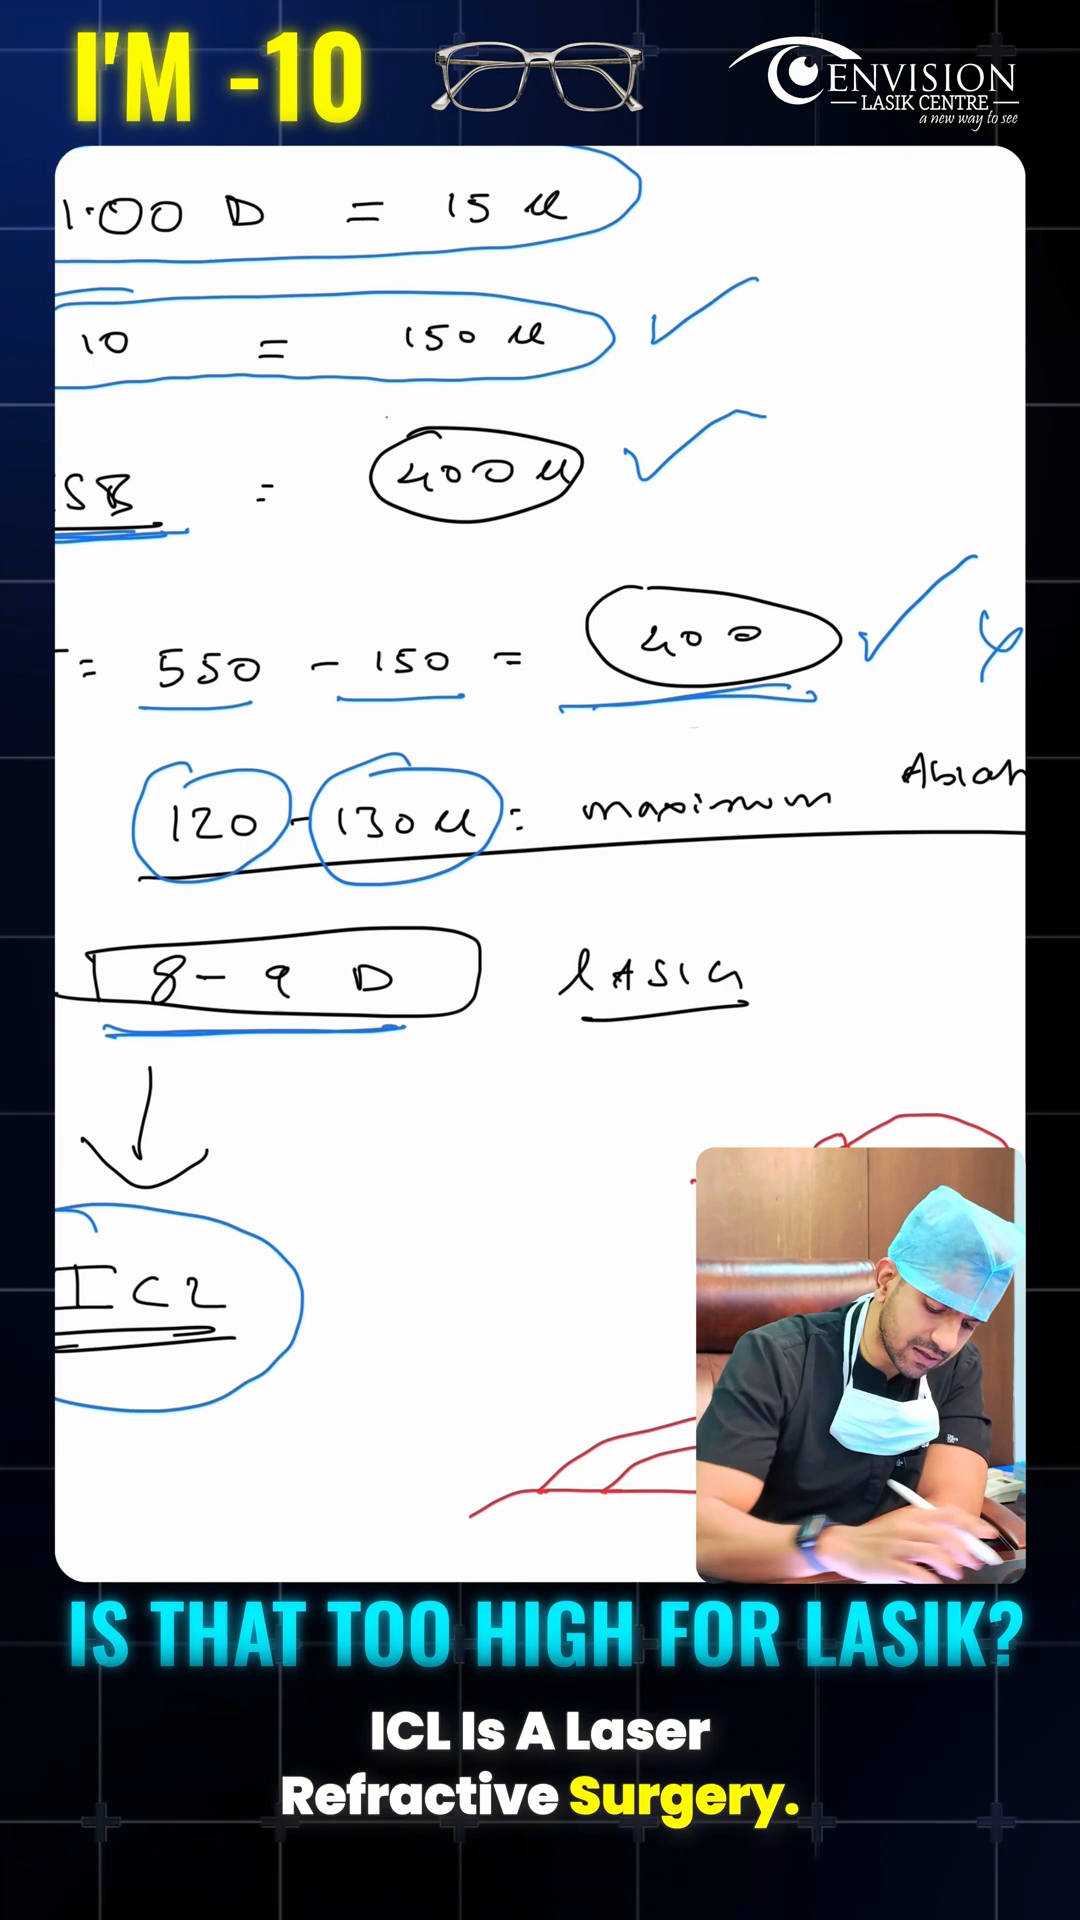 I'M -10
ENVISION
LASIK CENTRE
a new way to see
1.00 D = 15 μ
10 = 150 μ
SB = 400 μ
= 550 - 150 = 400
120 - 130 μ = maximum Ablat
8 - 9 D LASIK
ICL
IS THAT TOO HIGH FOR LASIK?
ICL Is A Laser
Refractive Surgery.